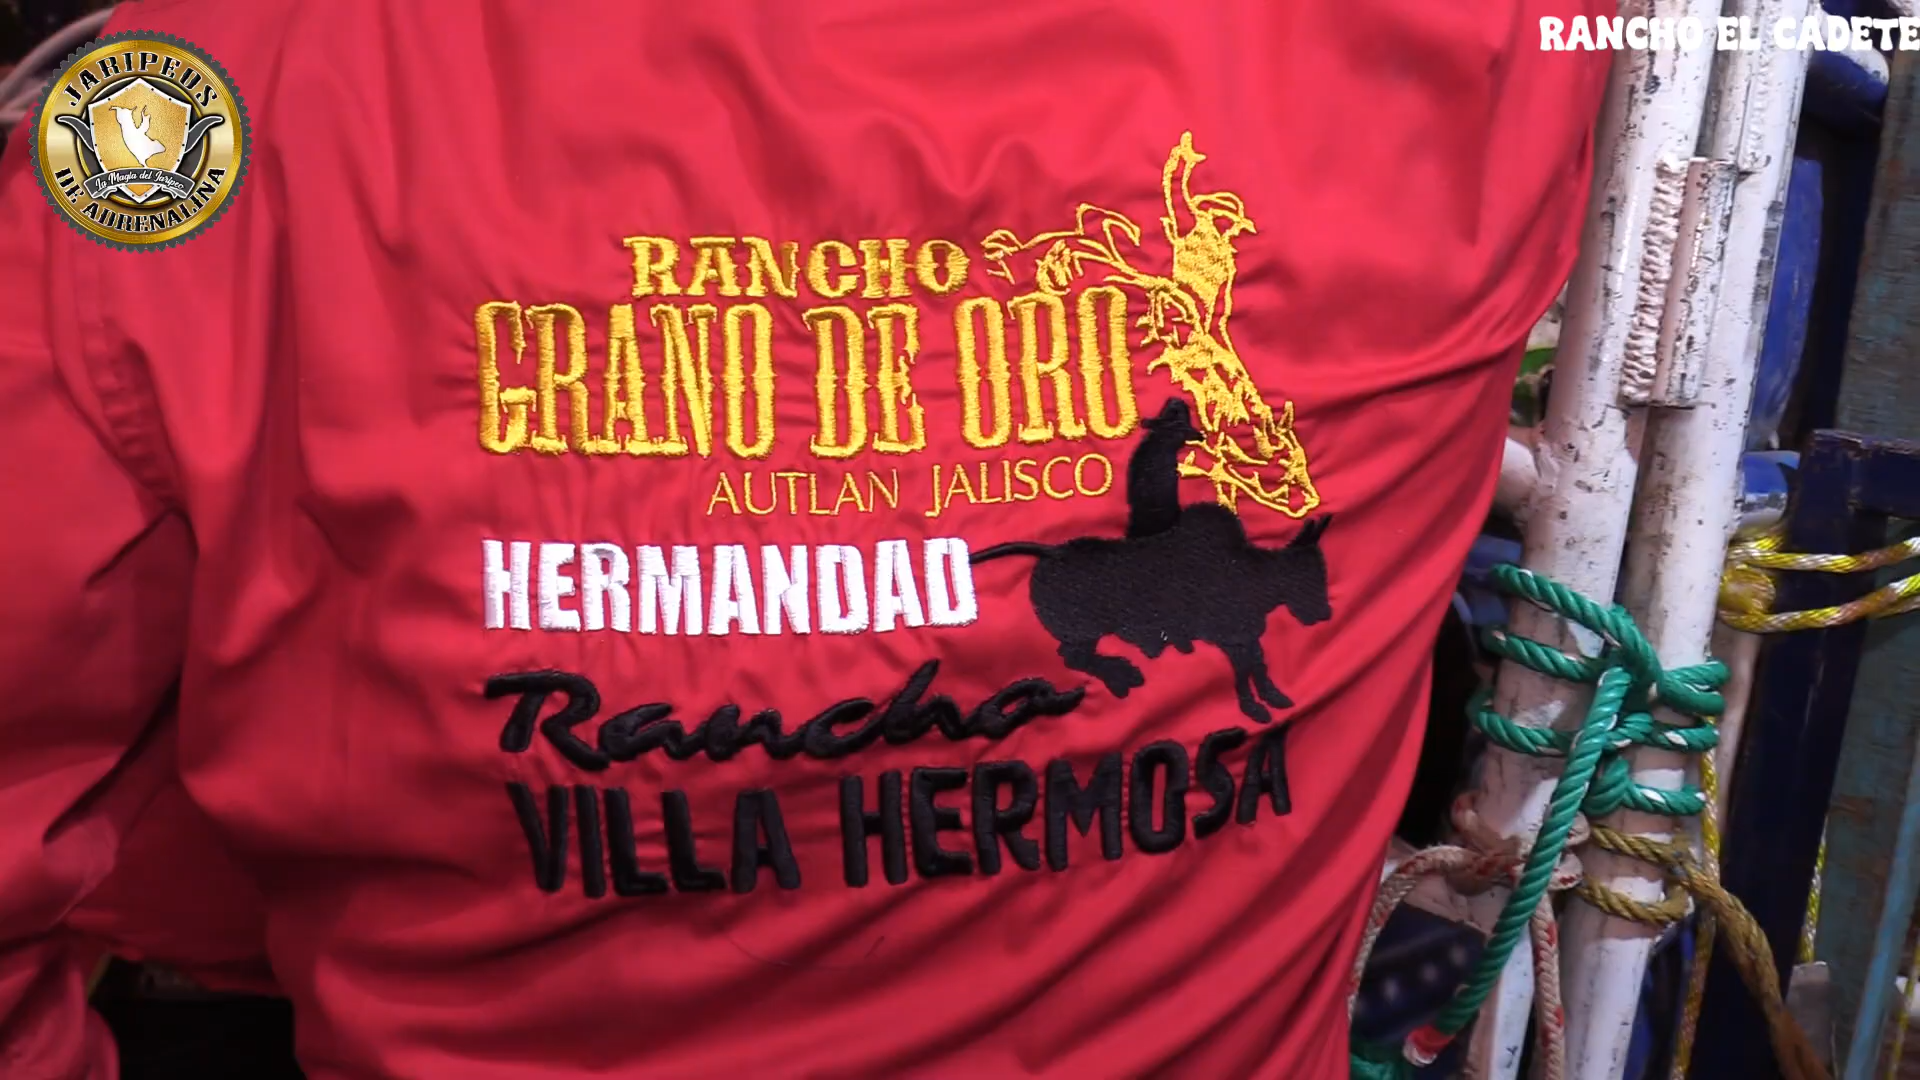 JARIPEOS
La Magia del Jaripeo
DE ADRENALINA
RANCHO EL CADETE
RANCHO
GRANO DE ORO
AUTLAN JALISCO
HERMANDAD
Rancho
VILLA HERMOSA